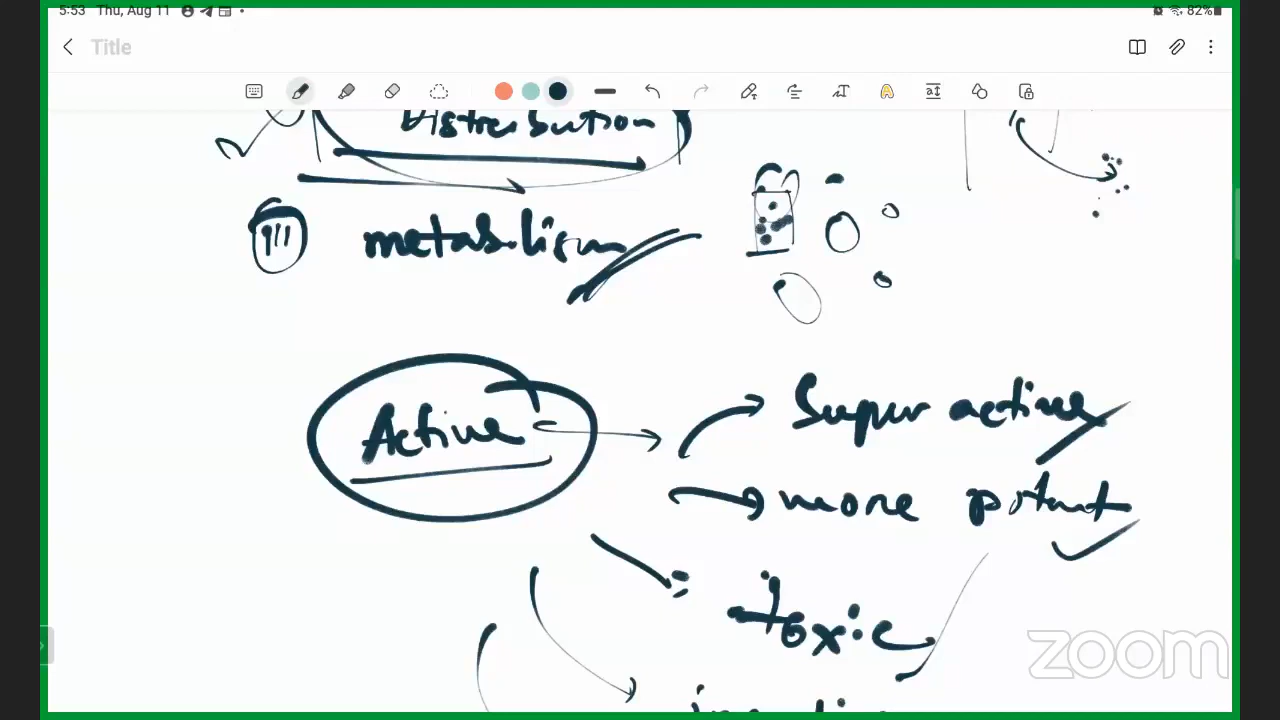 5:53 Thu, Aug 11
82%
Title
Distribution
III metabolism
Active
Super active
more potent
toxic
zoom